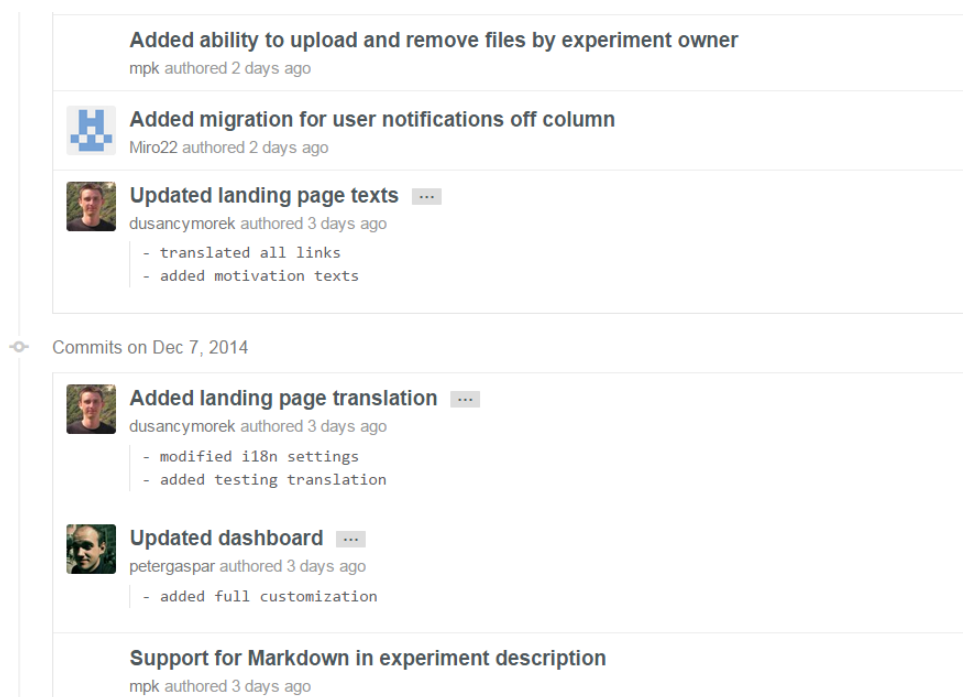 Added ability to upload and remove files by experiment owner
mpk authored 2 days ago
Added migration for user notifications off column
Miro22 authored 2 days ago
Updated landing page texts ...
dusancymorek authored 3 days ago
- translated all links
- added motivation texts
Commits on Dec 7, 2014
Added landing page translation ...
dusancymorek authored 3 days ago
- modified i18n settings
- added testing translation
Updated dashboard ...
petergaspar authored 3 days ago
- added full customization
Support for Markdown in experiment description
mpk authored 3 days ago